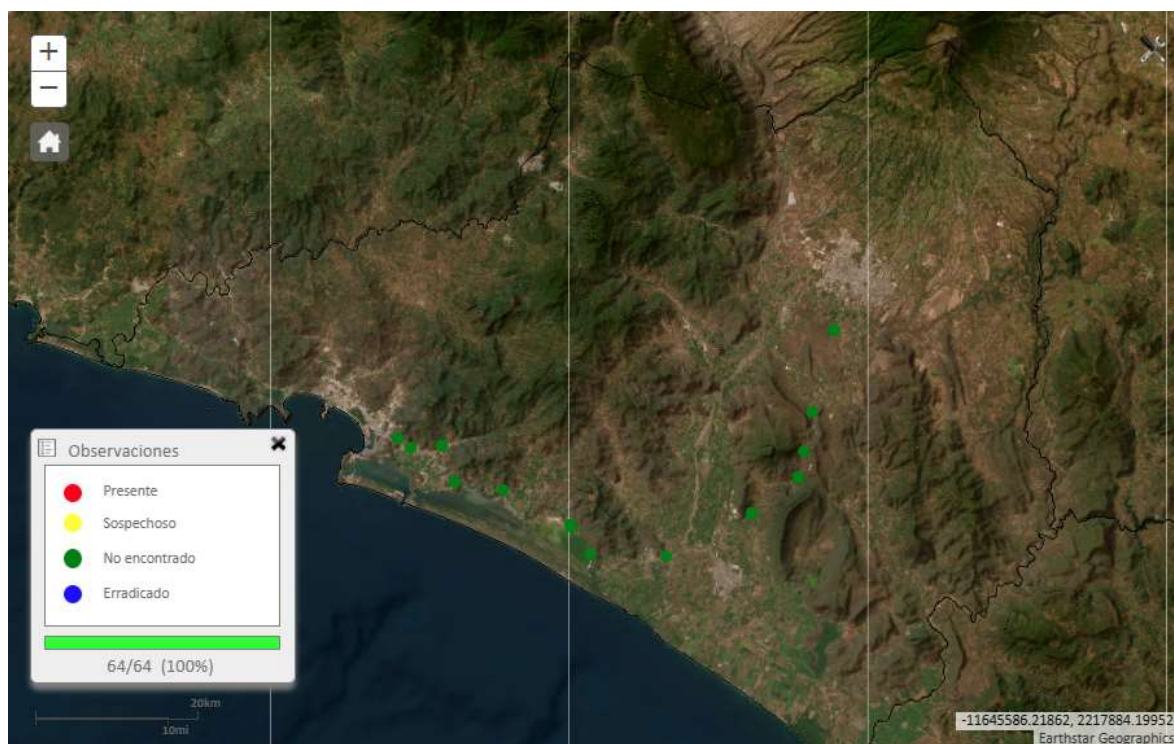 +
−
Observaciones
Presente
Sospechoso
No encontrado
Erradicado
64/64 (100%)
20km
10mi
-11645586.21862, 2217884.19952
Earthstar Geographics